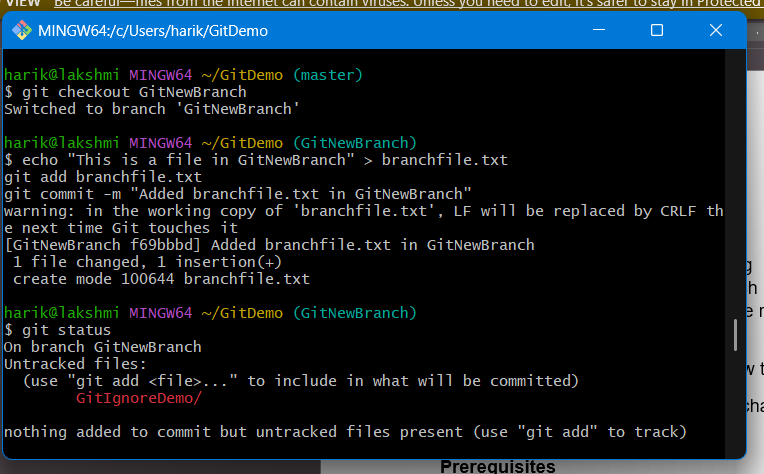 VIEW Be careful—files from the Internet can contain viruses. Unless you need to edit, it's safer to stay in Protected
MINGW64:/c/Users/harik/GitDemo
harik@lakshmi MINGW64 ~/GitDemo (master)
$ git checkout GitNewBranch
Switched to branch 'GitNewBranch'
harik@lakshmi MINGW64 ~/GitDemo (GitNewBranch)
$ echo "This is a file in GitNewBranch" > branchfile.txt
git add branchfile.txt
git commit -m "Added branchfile.txt in GitNewBranch"
warning: in the working copy of 'branchfile.txt', LF will be replaced by CRLF th
e next time Git touches it
[GitNewBranch f69bbbd] Added branchfile.txt in GitNewBranch
 1 file changed, 1 insertion(+)
 create mode 100644 branchfile.txt
harik@lakshmi MINGW64 ~/GitDemo (GitNewBranch)
$ git status
On branch GitNewBranch
Untracked files:
  (use "git add <file>..." to include in what will be committed)
        GitIgnoreDemo/
nothing added to commit but untracked files present (use "git add" to track)
Prerequisites